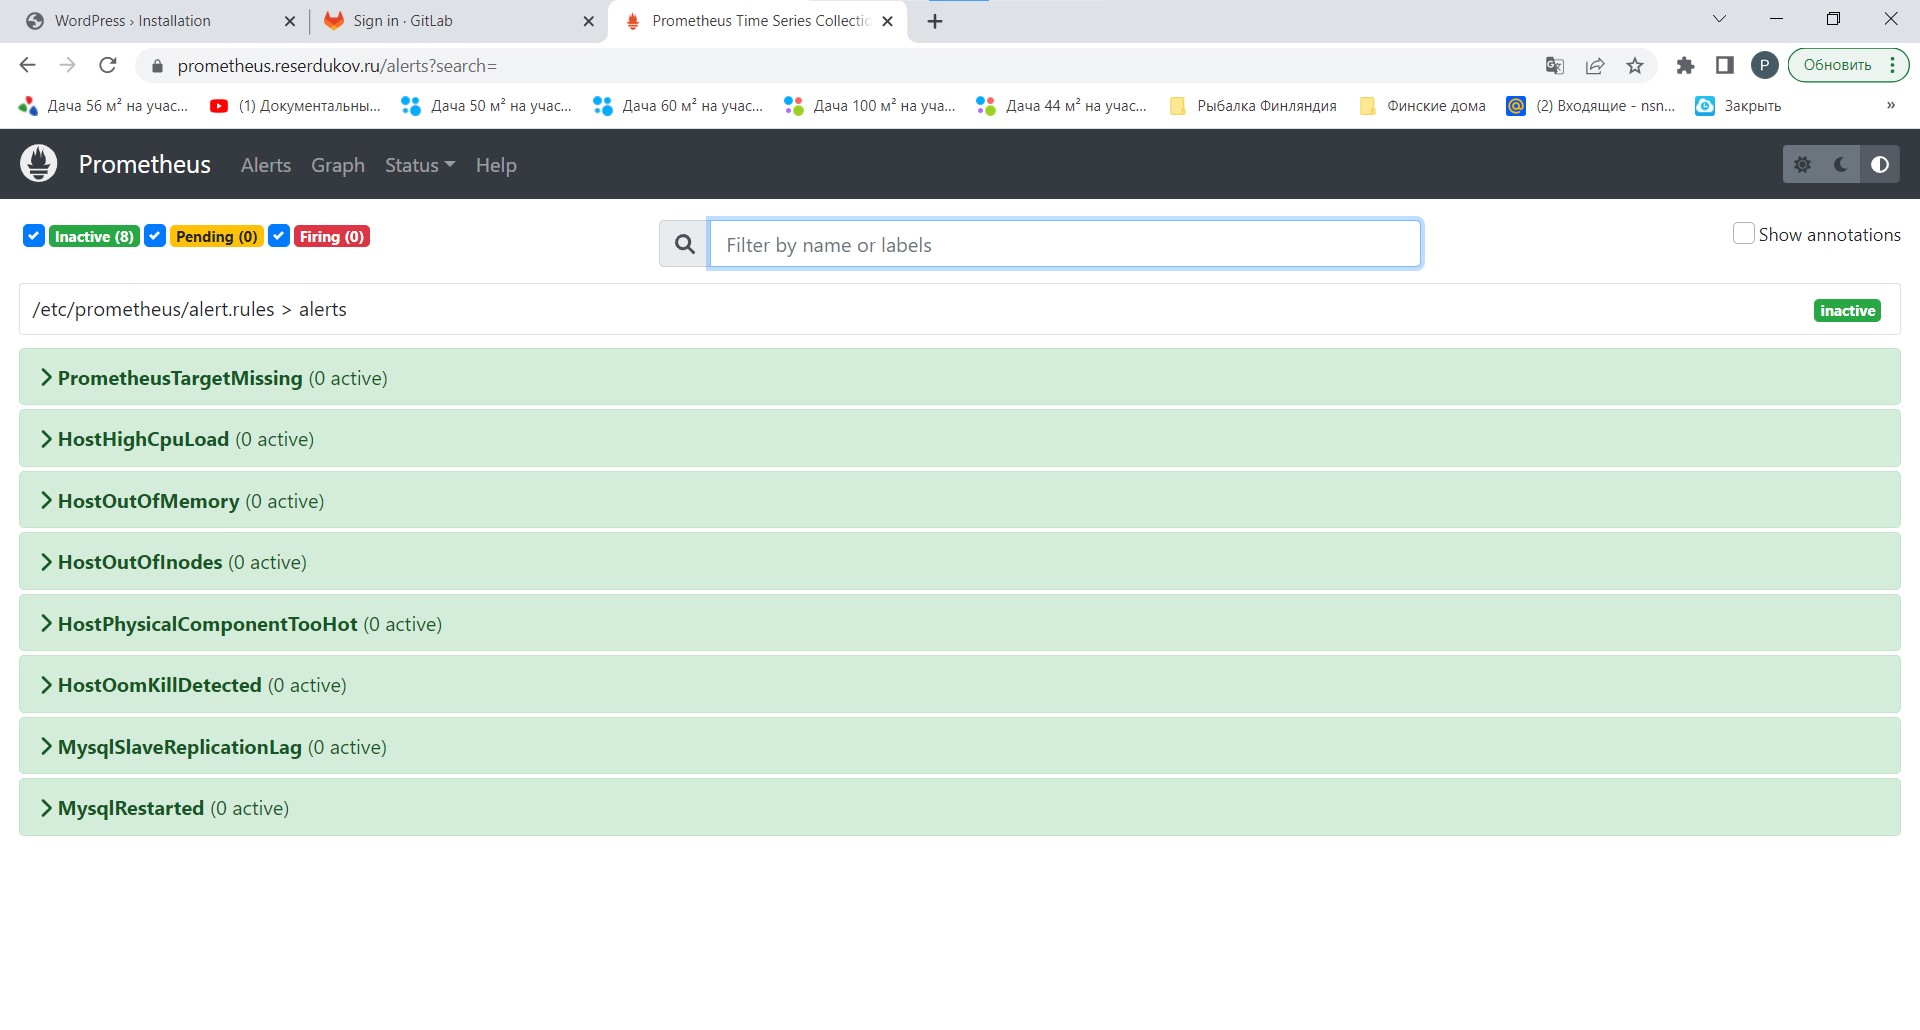 WordPress › Installation
Sign in · GitLab
Prometheus Time Series Collectic
prometheus.reserdukov.ru/alerts?search=
P
Обновить
Дача 56 м² на учас...
(1) Документальны...
Дача 50 м² на учас...
Дача 60 м² на учас...
Дача 100 м² на уча...
Дача 44 м² на учас...
Рыбалка Финляндия
Финские дома
(2) Входящие - nsn...
Закрыть
»
Prometheus
Alerts
Graph
Status
Help
Inactive (8)
Pending (0)
Firing (0)
Filter by name or labels
Show annotations
/etc/prometheus/alert.rules > alerts
inactive
PrometheusTargetMissing (0 active)
HostHighCpuLoad (0 active)
HostOutOfMemory (0 active)
HostOutOfInodes (0 active)
HostPhysicalComponentTooHot (0 active)
HostOomKillDetected (0 active)
MysqlSlaveReplicationLag (0 active)
MysqlRestarted (0 active)